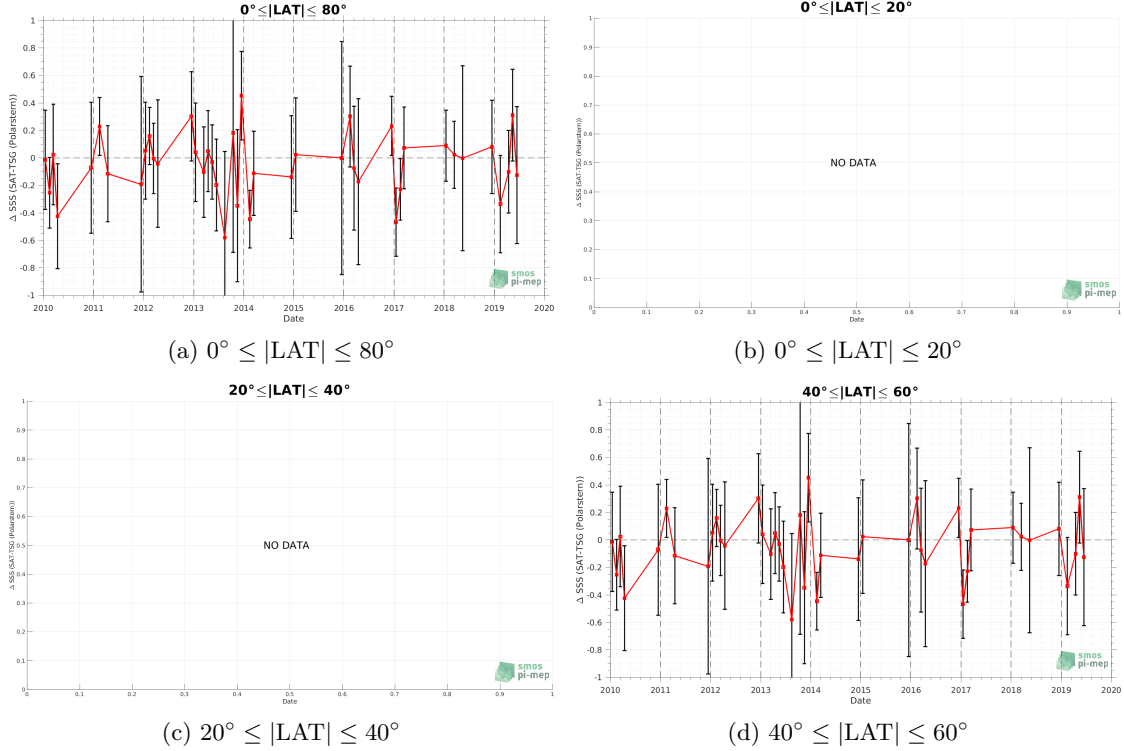 0°≤|LAT|≤ 80°
Δ SSS (SAT-TSG (Polarstern))
1
0.8
0.6
0.4
0.2
0
-0.2
-0.4
-0.6
-0.8
-1
2010 2011 2012 2013 2014 2015 2016 2017 2018 2019 2020
Date
smos
pi-mep
(a) 0° ≤ |LAT| ≤ 80°
0°≤|LAT|≤ 20°
Δ SSS (SAT-TSG (Polarstern))
1
0.9
0.8
0.7
0.6
0.5
0.4
0.3
0.2
0.1
0
NO DATA
0 0.1 0.2 0.3 0.4 0.5 0.6 0.7 0.8 0.9 1
Date
smos
pi-mep
(b) 0° ≤ |LAT| ≤ 20°
20°≤|LAT|≤ 40°
Δ SSS (SAT-TSG (Polarstern))
1
0.9
0.8
0.7
0.6
0.5
0.4
0.3
0.2
0.1
0
NO DATA
0 0.1 0.2 0.3 0.4 0.5 0.6 0.7 0.8 0.9 1
Date
smos
pi-mep
(c) 20° ≤ |LAT| ≤ 40°
40°≤|LAT|≤ 60°
Δ SSS (SAT-TSG (Polarstern))
1
0.8
0.6
0.4
0.2
0
-0.2
-0.4
-0.6
-0.8
-1
2010 2011 2012 2013 2014 2015 2016 2017 2018 2019 2020
Date
smos
pi-mep
(d) 40° ≤ |LAT| ≤ 60°